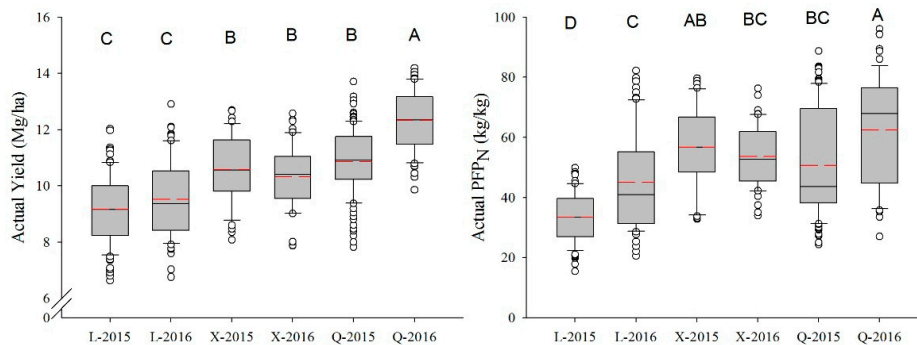 C C B B B A
16
14
12
10
8
6
0
Actual Yield (Mg/ha)
L-2015 L-2016 X-2015 X-2016 Q-2015 Q-2016
D C AB BC BC A
100
80
60
40
20
0
Actual PFPN (kg/kg)
L-2015 L-2016 X-2015 X-2016 Q-2015 Q-2016